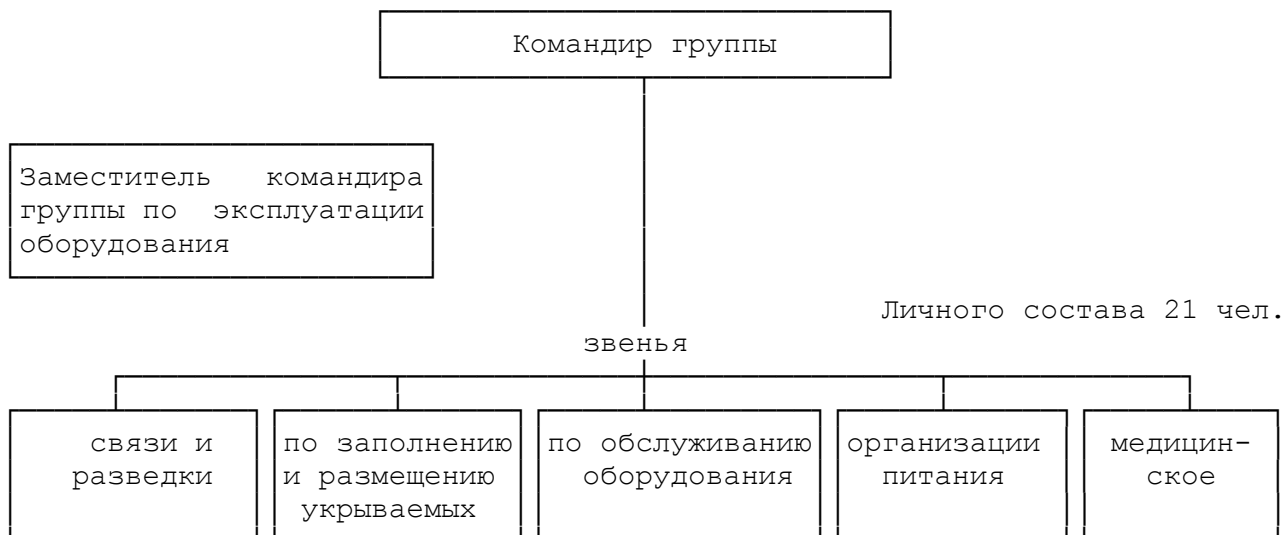 Командир группы
Заместитель командира
группы по эксплуатации
оборудования
Личного состава 21 чел.
звенья
связи и
разведки
по заполнению
и размещению
укрываемых
по обслуживанию
оборудования
организации
питания
медицин-
ское